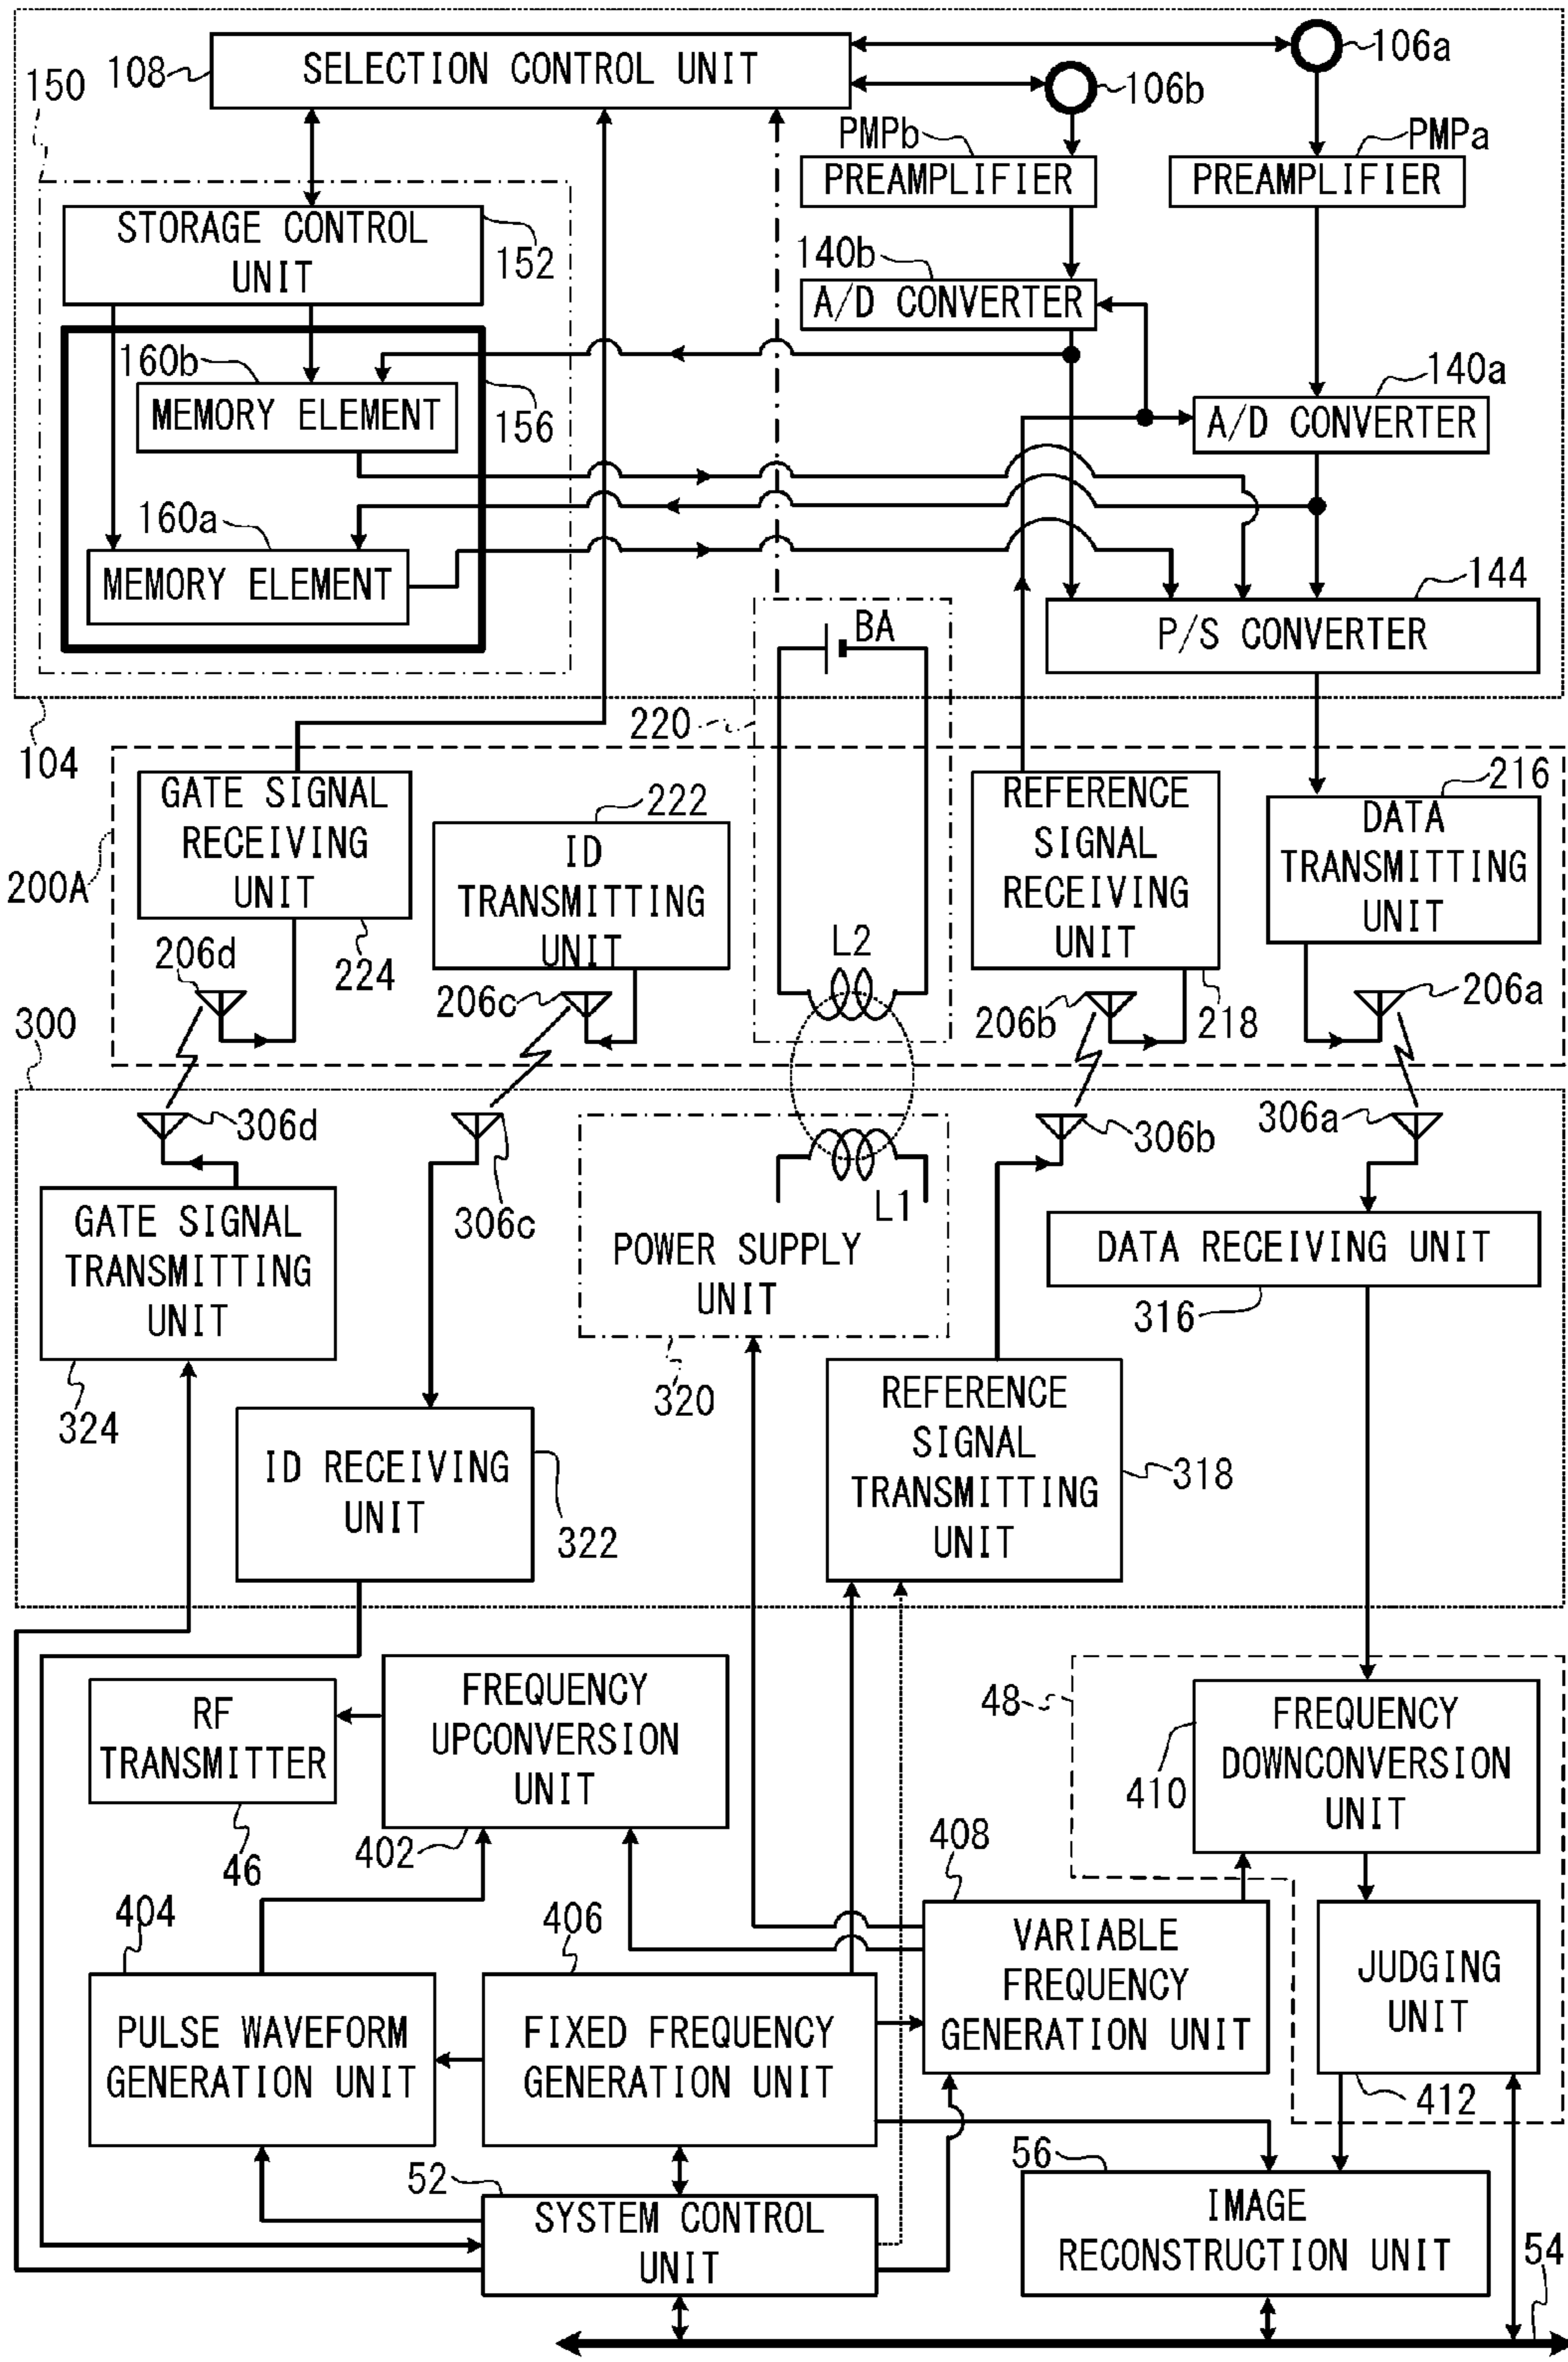 SELECTION CONTROL UNIT
108
106a
106b
150
PMPb
PMPa
PREAMPLIFIER
PREAMPLIFIER
STORAGE CONTROL
UNIT
152
140b
A/D CONVERTER
160b
MEMORY ELEMENT
156
140a
A/D CONVERTER
160a
MEMORY ELEMENT
144
P/S CONVERTER
BA
220
104
200A
GATE SIGNAL
RECEIVING
UNIT
224
206d
222
ID
TRANSMITTING
UNIT
206c
L2
REFERENCE
SIGNAL
RECEIVING
UNIT
218
206b
216
DATA
TRANSMITTING
UNIT
206a
300
306d
306c
306b
306a
L1
POWER SUPPLY
UNIT
320
GATE SIGNAL
TRANSMITTING
UNIT
324
DATA RECEIVING UNIT
316
ID RECEIVING
UNIT
322
REFERENCE
SIGNAL
TRANSMITTING
UNIT
318
RF
TRANSMITTER
46
FREQUENCY
UPCONVERSION
UNIT
402
48
FREQUENCY
DOWNCONVERSION
UNIT
410
408
VARIABLE
FREQUENCY
GENERATION UNIT
JUDGING
UNIT
412
404
PULSE WAVEFORM
GENERATION UNIT
406
FIXED FREQUENCY
GENERATION UNIT
52
SYSTEM CONTROL
UNIT
56
IMAGE
RECONSTRUCTION UNIT
54